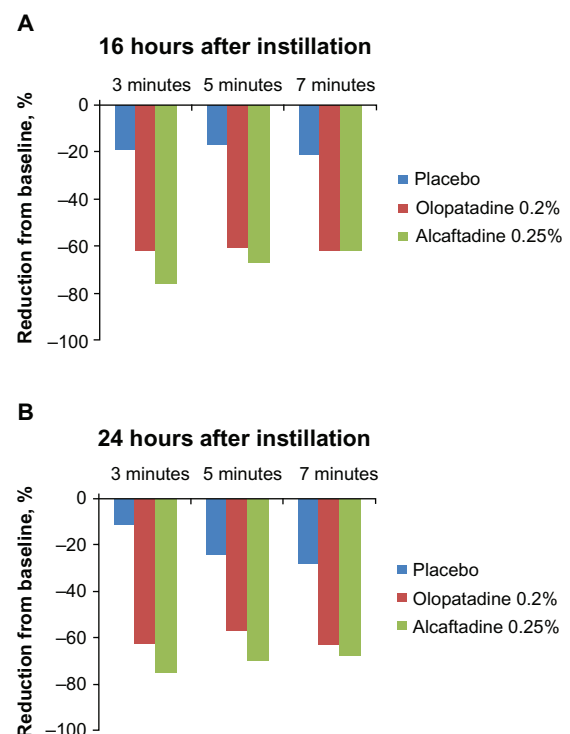 A
16 hours after instillation
3 minutes 5 minutes 7 minutes
Reduction from baseline, %
0
–20
–40
–60
–80
–100
Placebo
Olopatadine 0.2%
Alcaftadine 0.25%
B
24 hours after instillation
3 minutes 5 minutes 7 minutes
Reduction from baseline, %
0
–20
–40
–60
–80
–100
Placebo
Olopatadine 0.2%
Alcaftadine 0.25%